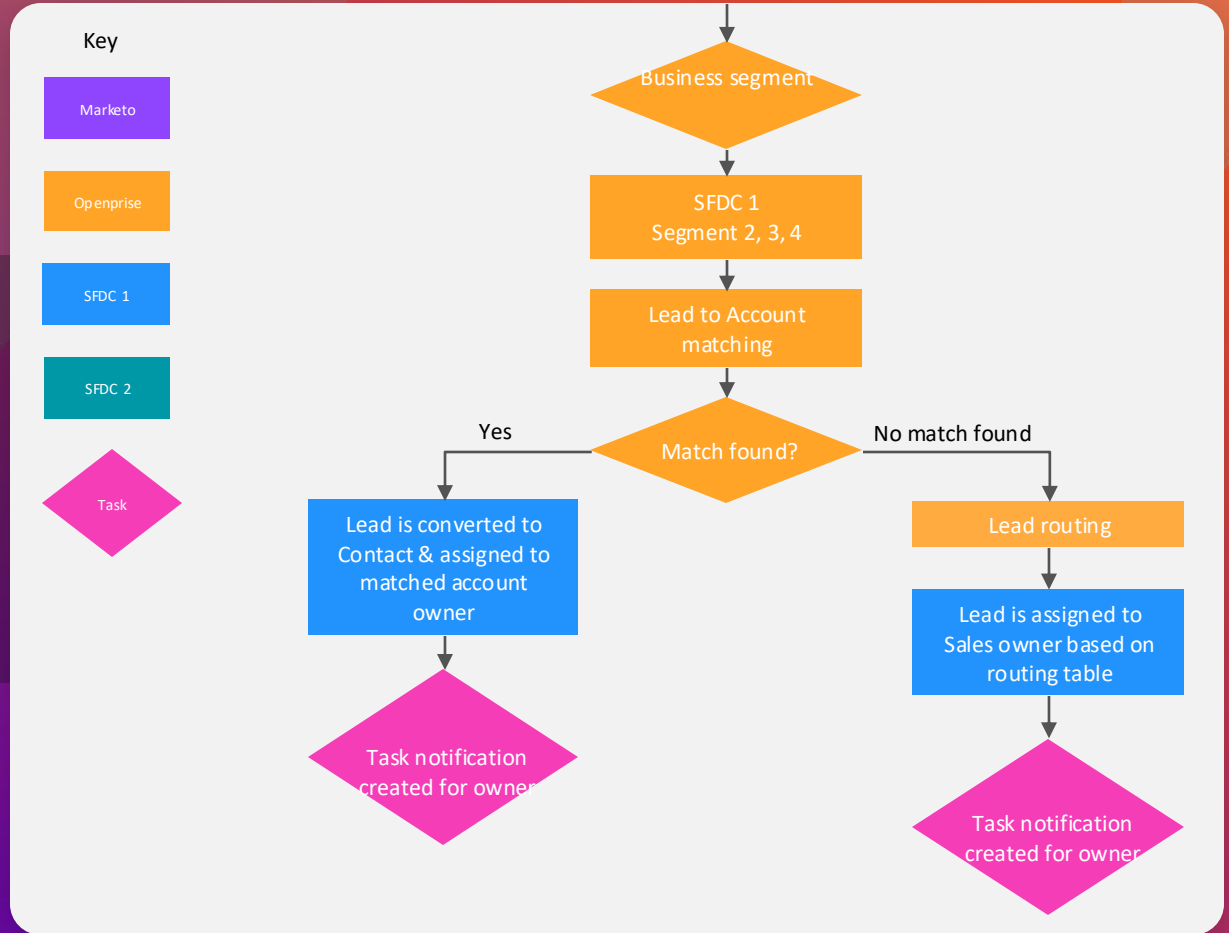 Key
Marketo
Openprise
SFDC 1
SFDC 2
Task
Business segment
SFDC 1
Segment 2, 3, 4
Lead to Account
matching
Match found?
Yes
No match found
Lead is converted to
Contact & assigned to
matched account
owner
Task notification
created for owner
Lead routing
Lead is assigned to
Sales owner based on
routing table
Task notification
created for owner